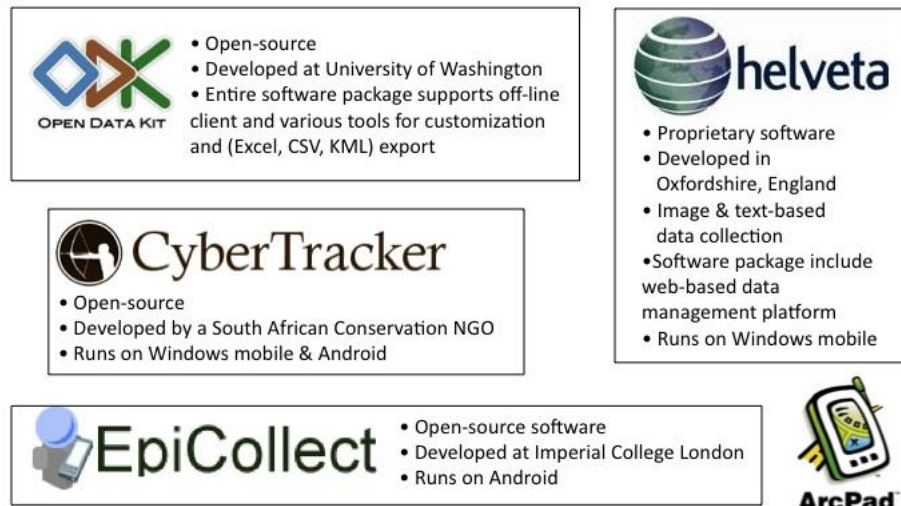 OPEN DATA KIT
• Open-source
• Developed at University of Washington
• Entire software package supports off-line
client and various tools for customization
and (Excel, CSV, KML) export
helveta
• Proprietary software
• Developed in
Oxfordshire, England
• Image & text-based
data collection
•Software package include
web-based data
management platform
• Runs on Windows mobile
CyberTracker
• Open-source
• Developed by a South African Conservation NGO
• Runs on Windows mobile & Android
EpiCollect
• Open-source software
• Developed at Imperial College London
• Runs on Android
ArcPad™